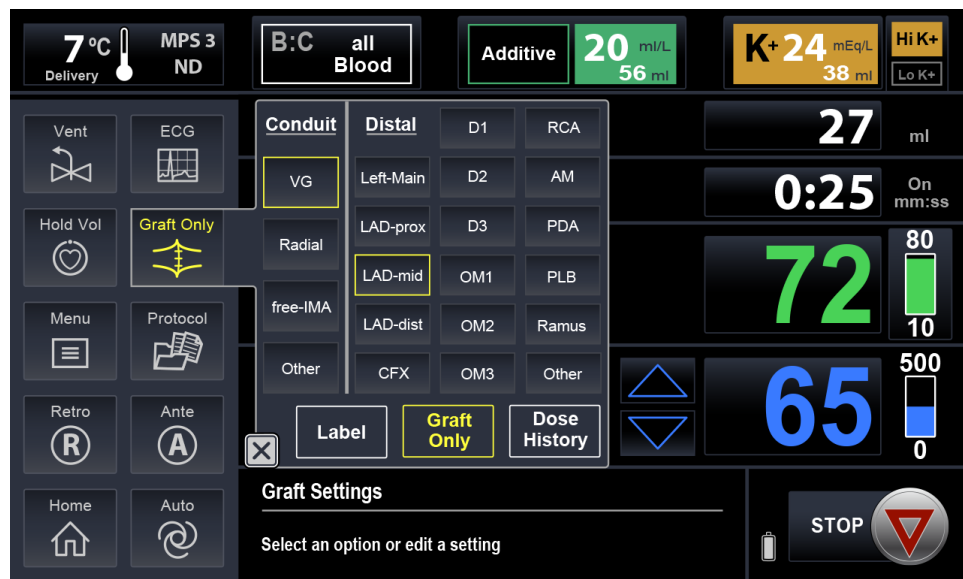 7 °C
Delivery
MPS 3
ND
B:C all
Blood
Additive
20 ml/L
56 ml
K+ 24 mEq/L
38 ml
Hi K+
Lo K+
Vent
ECG
Hold Vol
Graft Only
Menu
Protocol
Retro
R
Ante
A
Home
Auto
Conduit
VG
Radial
free-IMA
Other
Distal
Left-Main
LAD-prox
LAD-mid
LAD-dist
CFX
D1
D2
D3
OM1
OM2
OM3
RCA
AM
PDA
PLB
Ramus
Other
Label
Graft
Only
Dose
History
27 ml
0:25 On
mm:ss
72
80
10
65
500
0
Graft Settings
Select an option or edit a setting
STOP